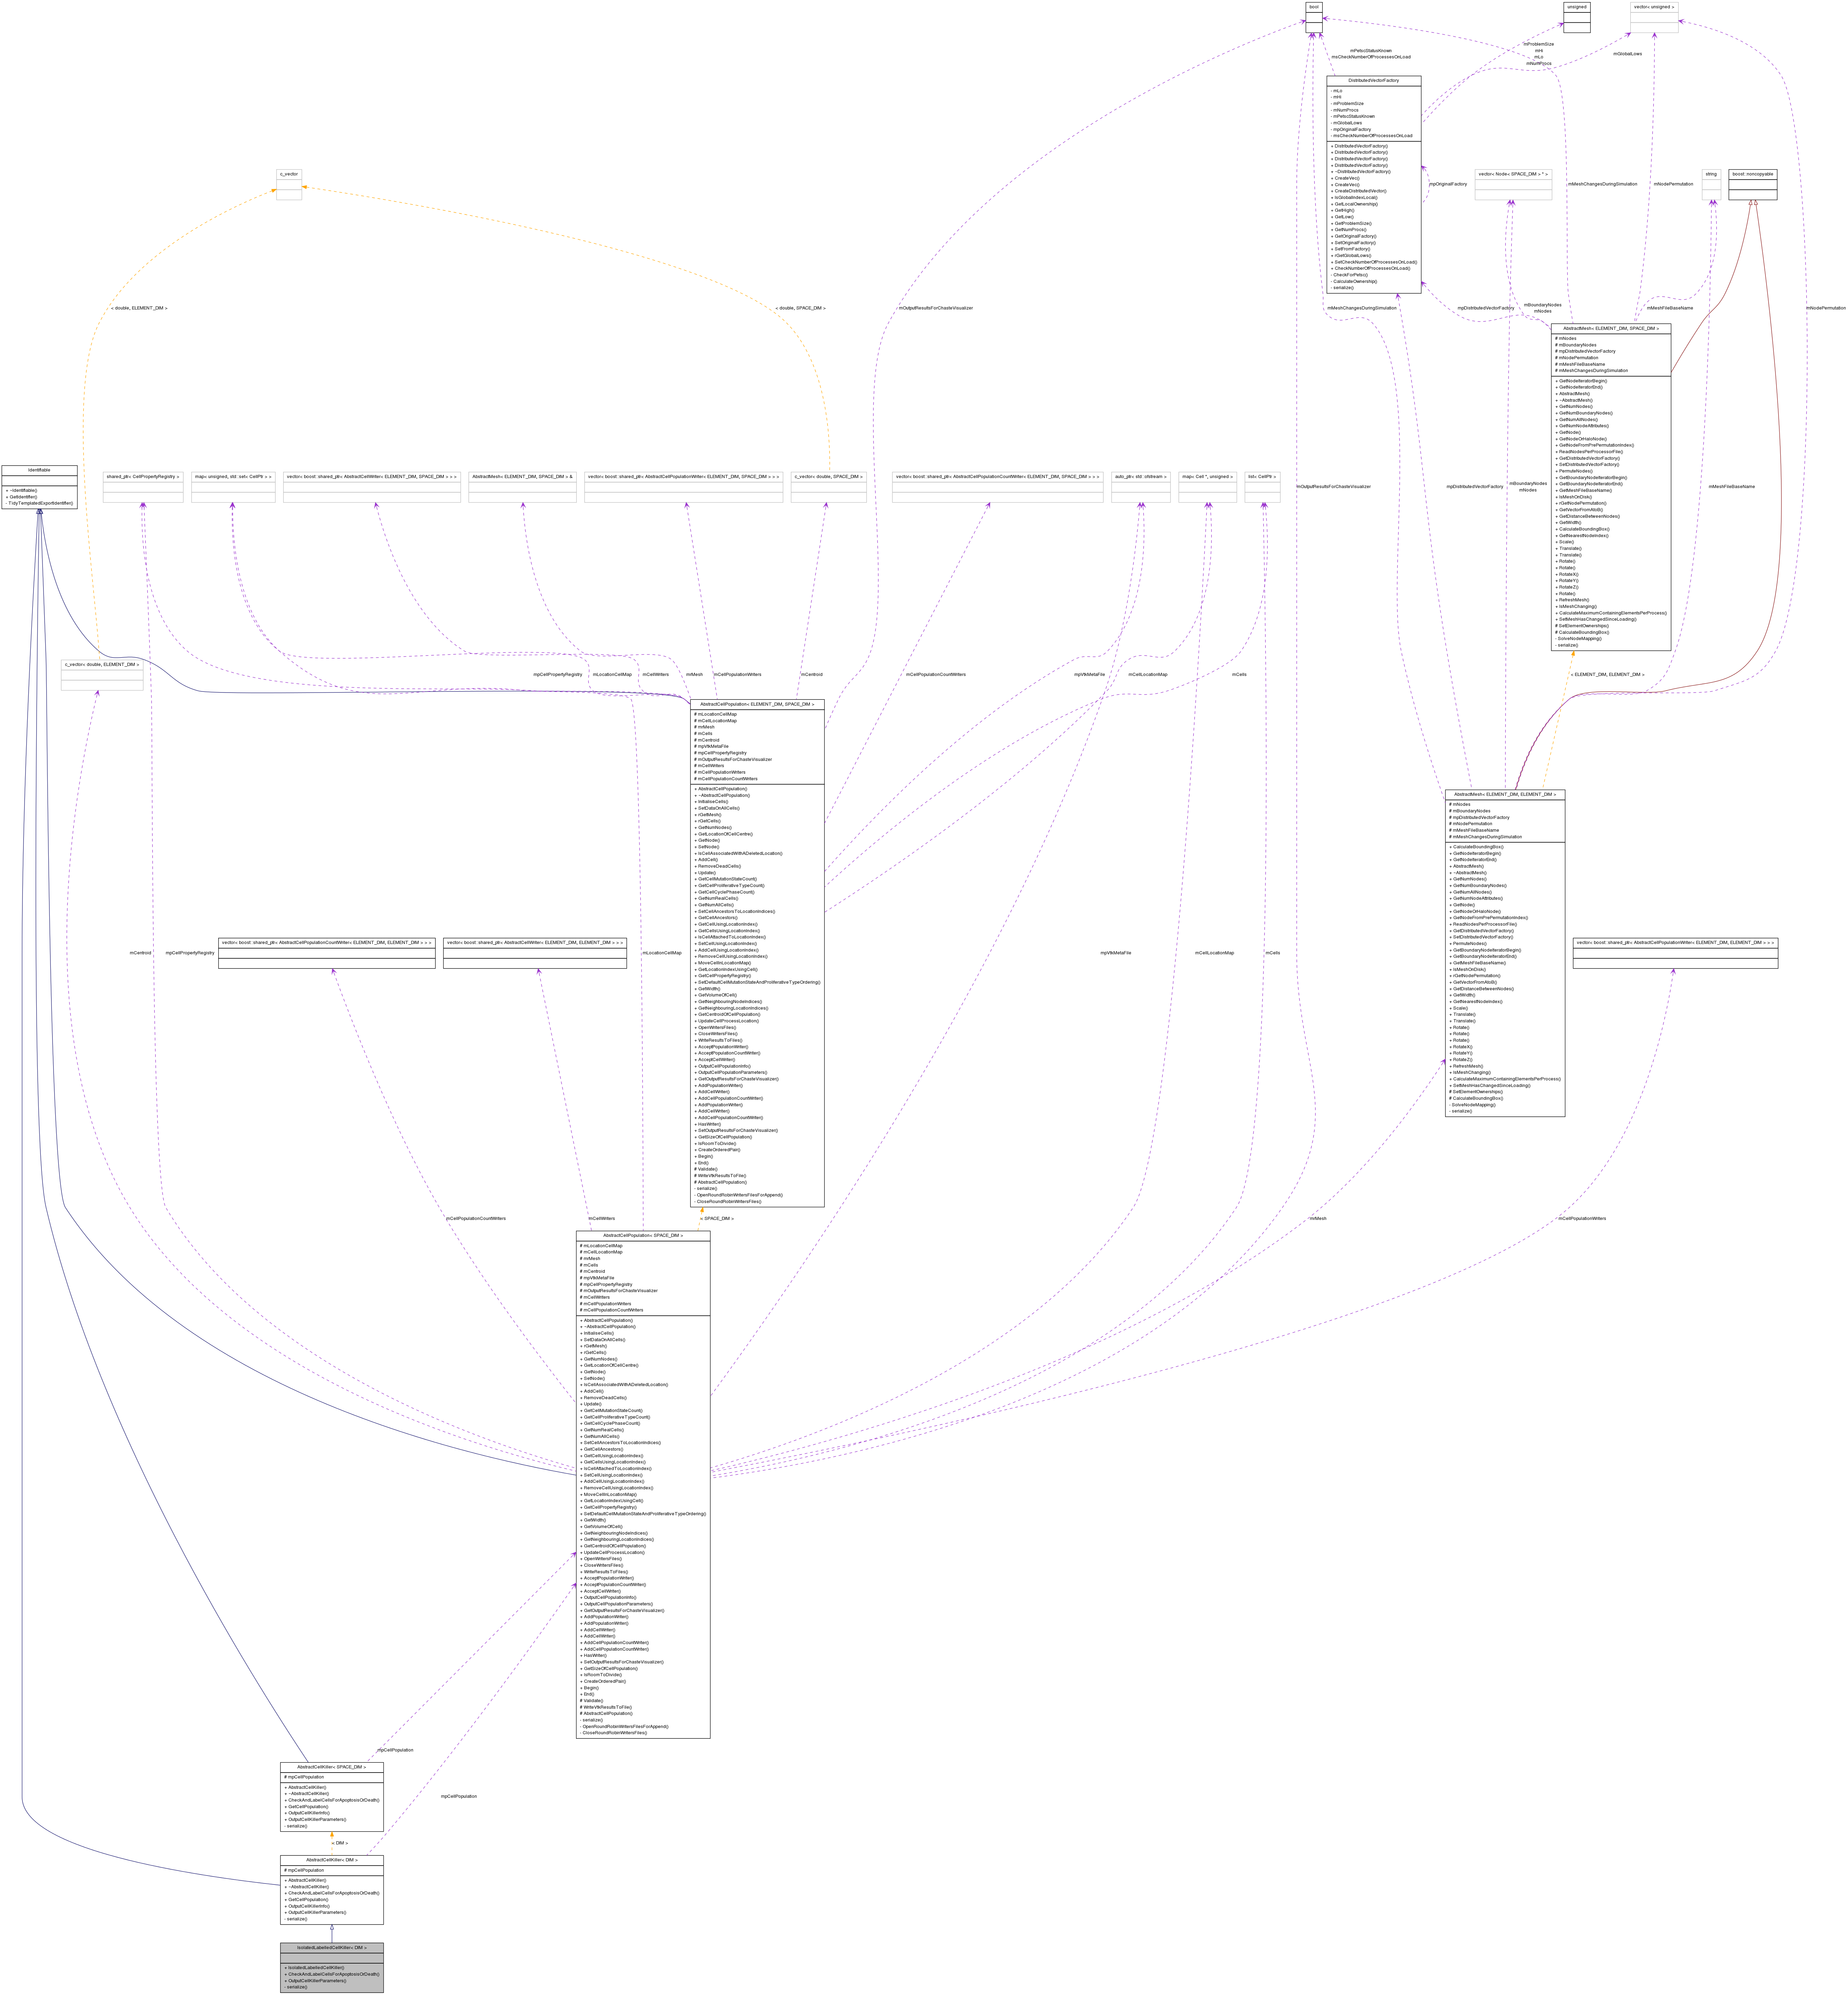 bool
unsigned
vector< unsigned >
mPetscStatusKnown
msCheckNumberOfProcessesOnLoad
mProblemSize
mHi
mLo
mNumProcs
mGlobalLows
DistributedVectorFactory
- mLo
- mHi
- mProblemSize
- mNumProcs
- mPetscStatusKnown
- mGlobalLows
- mpOriginalFactory
- msCheckNumberOfProcessesOnLoad
+ DistributedVectorFactory()
+ DistributedVectorFactory()
+ DistributedVectorFactory()
+ DistributedVectorFactory()
+ ~DistributedVectorFactory()
+ CreateVec()
+ CreateVec()
+ CreateDistributedVector()
+ IsGlobalIndexLocal()
+ GetLocalOwnership()
+ GetHigh()
+ GetLow()
+ GetProblemSize()
+ GetNumProcs()
+ GetOriginalFactory()
+ SetOriginalFactory()
+ SetFromFactory()
+ rGetGlobalLows()
+ SetCheckNumberOfProcessesOnLoad()
+ CheckNumberOfProcessesOnLoad()
- CheckForPetsc()
- CalculateOwnership()
- serialize()
c_vector
mpOriginalFactory
vector< Node< SPACE_DIM > * >
mMeshChangesDuringSimulation
mNodePermutation
string
boost::noncopyable
< double, ELEMENT_DIM >
< double, SPACE_DIM >
mOutputResultsForChasteVisualizer
mMeshChangesDuringSimulation
mpDistributedVectorFactory
mBoundaryNodes
mNodes
mMeshFileBaseName
mNodePermutation
AbstractMesh< ELEMENT_DIM, SPACE_DIM >
# mNodes
# mBoundaryNodes
# mpDistributedVectorFactory
# mNodePermutation
# mMeshFileBaseName
# mMeshChangesDuringSimulation
+ GetNodeIteratorBegin()
+ GetNodeIteratorEnd()
+ AbstractMesh()
+ ~AbstractMesh()
+ GetNumNodes()
+ GetNumBoundaryNodes()
+ GetNumAllNodes()
+ GetNumNodeAttributes()
+ GetNode()
+ GetNodeOrHaloNode()
+ GetNodeFromPrePermutationIndex()
+ ReadNodesPerProcessorFile()
+ GetDistributedVectorFactory()
+ SetDistributedVectorFactory()
+ PermuteNodes()
+ GetBoundaryNodeIteratorBegin()
+ GetBoundaryNodeIteratorEnd()
+ GetMeshFileBaseName()
+ IsMeshOnDisk()
+ rGetNodePermutation()
+ GetVectorFromAtoB()
+ GetDistanceBetweenNodes()
+ GetWidth()
+ CalculateBoundingBox()
+ GetNearestNodeIndex()
+ Scale()
+ Translate()
+ Translate()
+ Rotate()
+ Rotate()
+ RotateX()
+ RotateY()
+ RotateZ()
+ Rotate()
+ RefreshMesh()
+ IsMeshChanging()
+ CalculateMaximumContainingElementsPerProcess()
+ SetMeshHasChangedSinceLoading()
# SetElementOwnerships()
# CalculateBoundingBox()
- SolveNodeMapping()
- serialize()
Identifiable
+ ~Identifiable()
+ GetIdentifier()
- TidyTemplatedExportIdentifier()
shared_ptr< CellPropertyRegistry >
map< unsigned, std::set< CellPtr > >
vector< boost::shared_ptr< AbstractCellWriter< ELEMENT_DIM, SPACE_DIM > > >
AbstractMesh< ELEMENT_DIM, SPACE_DIM > &
vector< boost::shared_ptr< AbstractCellPopulationWriter< ELEMENT_DIM, SPACE_DIM > > >
c_vector< double, SPACE_DIM >
vector< boost::shared_ptr< AbstractCellPopulationCountWriter< ELEMENT_DIM, SPACE_DIM > > >
auto_ptr< std::ofstream >
map< Cell *, unsigned >
list< CellPtr >
mOutputResultsForChasteVisualizer
mpDistributedVectorFactory
mBoundaryNodes
mNodes
mMeshFileBaseName
c_vector< double, ELEMENT_DIM >
mpCellPropertyRegistry
mLocationCellMap
mCellWriters
mrMesh
mCellPopulationWriters
mCentroid
mCellPopulationCountWriters
mpVtkMetaFile
mCellLocationMap
mCells
< ELEMENT_DIM, ELEMENT_DIM >
AbstractCellPopulation< ELEMENT_DIM, SPACE_DIM >
# mLocationCellMap
# mCellLocationMap
# mrMesh
# mCells
# mCentroid
# mpVtkMetaFile
# mpCellPropertyRegistry
# mOutputResultsForChasteVisualizer
# mCellWriters
# mCellPopulationWriters
# mCellPopulationCountWriters
+ AbstractCellPopulation()
+ ~AbstractCellPopulation()
+ InitialiseCells()
+ SetDataOnAllCells()
+ rGetMesh()
+ rGetCells()
+ GetNumNodes()
+ GetLocationOfCellCentre()
+ GetNode()
+ SetNode()
+ IsCellAssociatedWithADeletedLocation()
+ AddCell()
+ RemoveDeadCells()
+ Update()
+ GetCellMutationStateCount()
+ GetCellProliferativeTypeCount()
+ GetCellCyclePhaseCount()
+ GetNumRealCells()
+ GetNumAllCells()
+ SetCellAncestorsToLocationIndices()
+ GetCellAncestors()
+ GetCellUsingLocationIndex()
+ GetCellsUsingLocationIndex()
+ IsCellAttachedToLocationIndex()
+ SetCellUsingLocationIndex()
+ AddCellUsingLocationIndex()
+ RemoveCellUsingLocationIndex()
+ MoveCellInLocationMap()
+ GetLocationIndexUsingCell()
+ GetCellPropertyRegistry()
+ SetDefaultCellMutationStateAndProliferativeTypeOrdering()
+ GetWidth()
+ GetVolumeOfCell()
+ GetNeighbouringNodeIndices()
+ GetNeighbouringLocationIndices()
+ GetCentroidOfCellPopulation()
+ UpdateCellProcessLocation()
+ OpenWritersFiles()
+ CloseWritersFiles()
+ WriteResultsToFiles()
+ AcceptPopulationWriter()
+ AcceptPopulationCountWriter()
+ AcceptCellWriter()
+ OutputCellPopulationInfo()
+ OutputCellPopulationParameters()
+ GetOutputResultsForChasteVisualizer()
+ AddPopulationWriter()
+ AddCellWriter()
+ AddCellPopulationCountWriter()
+ AddPopulationWriter()
+ AddCellWriter()
+ AddCellPopulationCountWriter()
+ HasWriter()
+ SetOutputResultsForChasteVisualizer()
+ GetSizeOfCellPopulation()
+ IsRoomToDivide()
+ CreateOrderedPair()
+ Begin()
+ End()
# Validate()
# WriteVtkResultsToFile()
# AbstractCellPopulation()
- serialize()
- OpenRoundRobinWritersFilesForAppend()
- CloseRoundRobinWritersFiles()
AbstractMesh< ELEMENT_DIM, ELEMENT_DIM >
# mNodes
# mBoundaryNodes
# mpDistributedVectorFactory
# mNodePermutation
# mMeshFileBaseName
# mMeshChangesDuringSimulation
+ CalculateBoundingBox()
+ GetNodeIteratorBegin()
+ GetNodeIteratorEnd()
+ AbstractMesh()
+ ~AbstractMesh()
+ GetNumNodes()
+ GetNumBoundaryNodes()
+ GetNumAllNodes()
+ GetNumNodeAttributes()
+ GetNode()
+ GetNodeOrHaloNode()
+ GetNodeFromPrePermutationIndex()
+ ReadNodesPerProcessorFile()
+ GetDistributedVectorFactory()
+ SetDistributedVectorFactory()
+ PermuteNodes()
+ GetBoundaryNodeIteratorBegin()
+ GetBoundaryNodeIteratorEnd()
+ GetMeshFileBaseName()
+ IsMeshOnDisk()
+ rGetNodePermutation()
+ GetVectorFromAtoB()
+ GetDistanceBetweenNodes()
+ GetWidth()
+ GetNearestNodeIndex()
+ Scale()
+ Translate()
+ Translate()
+ Rotate()
+ Rotate()
+ Rotate()
+ RotateX()
+ RotateY()
+ RotateZ()
+ RefreshMesh()
+ IsMeshChanging()
+ CalculateMaximumContainingElementsPerProcess()
+ SetMeshHasChangedSinceLoading()
# SetElementOwnerships()
# CalculateBoundingBox()
- SolveNodeMapping()
- serialize()
mCentroid
mpCellPropertyRegistry
vector< boost::shared_ptr< AbstractCellPopulationCountWriter< ELEMENT_DIM, ELEMENT_DIM > > >
vector< boost::shared_ptr< AbstractCellWriter< ELEMENT_DIM, ELEMENT_DIM > > >
mLocationCellMap
mpVtkMetaFile
mCellLocationMap
mCells
vector< boost::shared_ptr< AbstractCellPopulationWriter< ELEMENT_DIM, ELEMENT_DIM > > >
mCellPopulationCountWriters
mCellWriters
< SPACE_DIM >
mrMesh
mCellPopulationWriters
AbstractCellPopulation< SPACE_DIM >
# mLocationCellMap
# mCellLocationMap
# mrMesh
# mCells
# mCentroid
# mpVtkMetaFile
# mpCellPropertyRegistry
# mOutputResultsForChasteVisualizer
# mCellWriters
# mCellPopulationWriters
# mCellPopulationCountWriters
+ AbstractCellPopulation()
+ ~AbstractCellPopulation()
+ InitialiseCells()
+ SetDataOnAllCells()
+ rGetMesh()
+ rGetCells()
+ GetNumNodes()
+ GetLocationOfCellCentre()
+ GetNode()
+ SetNode()
+ IsCellAssociatedWithADeletedLocation()
+ AddCell()
+ RemoveDeadCells()
+ Update()
+ GetCellMutationStateCount()
+ GetCellProliferativeTypeCount()
+ GetCellCyclePhaseCount()
+ GetNumRealCells()
+ GetNumAllCells()
+ SetCellAncestorsToLocationIndices()
+ GetCellAncestors()
+ GetCellUsingLocationIndex()
+ GetCellsUsingLocationIndex()
+ IsCellAttachedToLocationIndex()
+ SetCellUsingLocationIndex()
+ AddCellUsingLocationIndex()
+ RemoveCellUsingLocationIndex()
+ MoveCellInLocationMap()
+ GetLocationIndexUsingCell()
+ GetCellPropertyRegistry()
+ SetDefaultCellMutationStateAndProliferativeTypeOrdering()
+ GetWidth()
+ GetVolumeOfCell()
+ GetNeighbouringNodeIndices()
+ GetNeighbouringLocationIndices()
+ GetCentroidOfCellPopulation()
+ UpdateCellProcessLocation()
+ OpenWritersFiles()
+ CloseWritersFiles()
+ WriteResultsToFiles()
+ AcceptPopulationWriter()
+ AcceptPopulationCountWriter()
+ AcceptCellWriter()
+ OutputCellPopulationInfo()
+ OutputCellPopulationParameters()
+ GetOutputResultsForChasteVisualizer()
+ AddPopulationWriter()
+ AddPopulationWriter()
+ AddCellWriter()
+ AddCellWriter()
+ AddCellPopulationCountWriter()
+ AddCellPopulationCountWriter()
+ HasWriter()
+ SetOutputResultsForChasteVisualizer()
+ GetSizeOfCellPopulation()
+ IsRoomToDivide()
+ CreateOrderedPair()
+ Begin()
+ End()
# Validate()
# WriteVtkResultsToFile()
# AbstractCellPopulation()
- serialize()
- OpenRoundRobinWritersFilesForAppend()
- CloseRoundRobinWritersFiles()
mpCellPopulation
mpCellPopulation
AbstractCellKiller< SPACE_DIM >
# mpCellPopulation
+ AbstractCellKiller()
+ ~AbstractCellKiller()
+ CheckAndLabelCellsForApoptosisOrDeath()
+ GetCellPopulation()
+ OutputCellKillerInfo()
+ OutputCellKillerParameters()
- serialize()
< DIM >
AbstractCellKiller< DIM >
# mpCellPopulation
+ AbstractCellKiller()
+ ~AbstractCellKiller()
+ CheckAndLabelCellsForApoptosisOrDeath()
+ GetCellPopulation()
+ OutputCellKillerInfo()
+ OutputCellKillerParameters()
- serialize()
IsolatedLabelledCellKiller< DIM >
+ IsolatedLabelledCellKiller()
+ CheckAndLabelCellsForApoptosisOrDeath()
+ OutputCellKillerParameters()
- serialize()